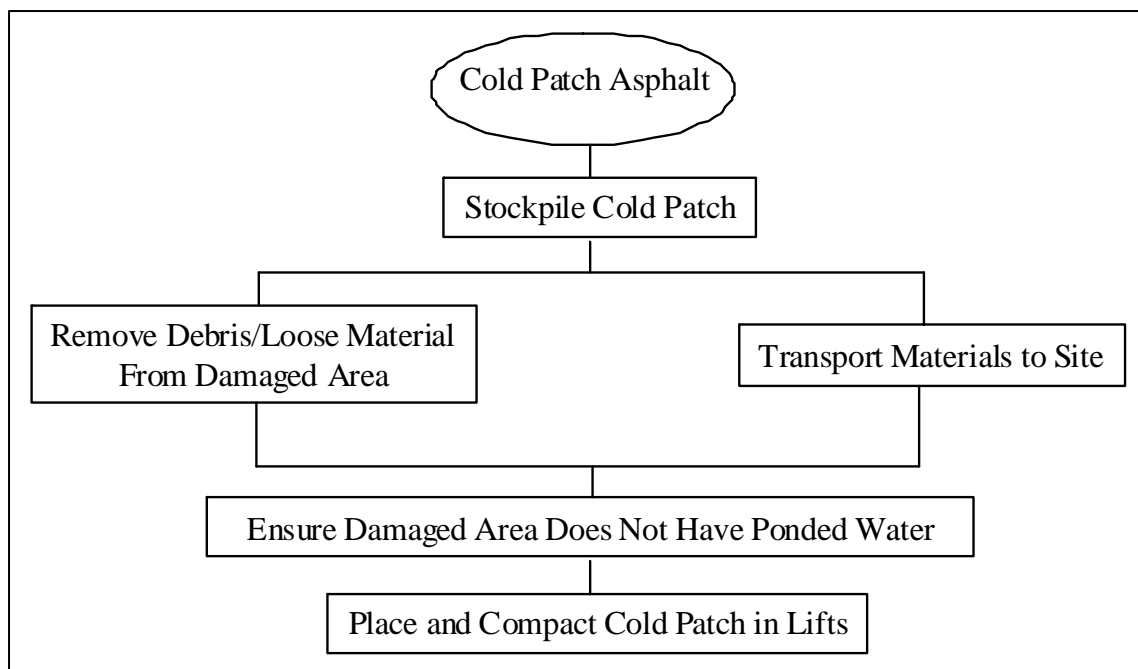 Cold Patch Asphalt
Stockpile Cold Patch
Remove Debris/Loose Material
From Damaged Area
Transport Materials to Site
Ensure Damaged Area Does Not Have Ponded Water
Place and Compact Cold Patch in Lifts